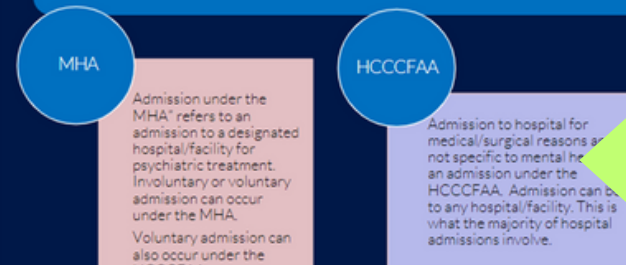 MHA
Admission under the
MHA" refers to an
admission to a designated
hospital/facility for
psychiatric treatment.
Involuntary or voluntary
admission can occur
under the MHA.
Voluntary admission can
also occur under the
HCCCFAA
Admission to hospital for
medical/surgical reasons
not specific to mental
an admission under the
HCCCFAA. Admission can be
to any hospital/facility. This is
what the majority of hospital
admissions involve.